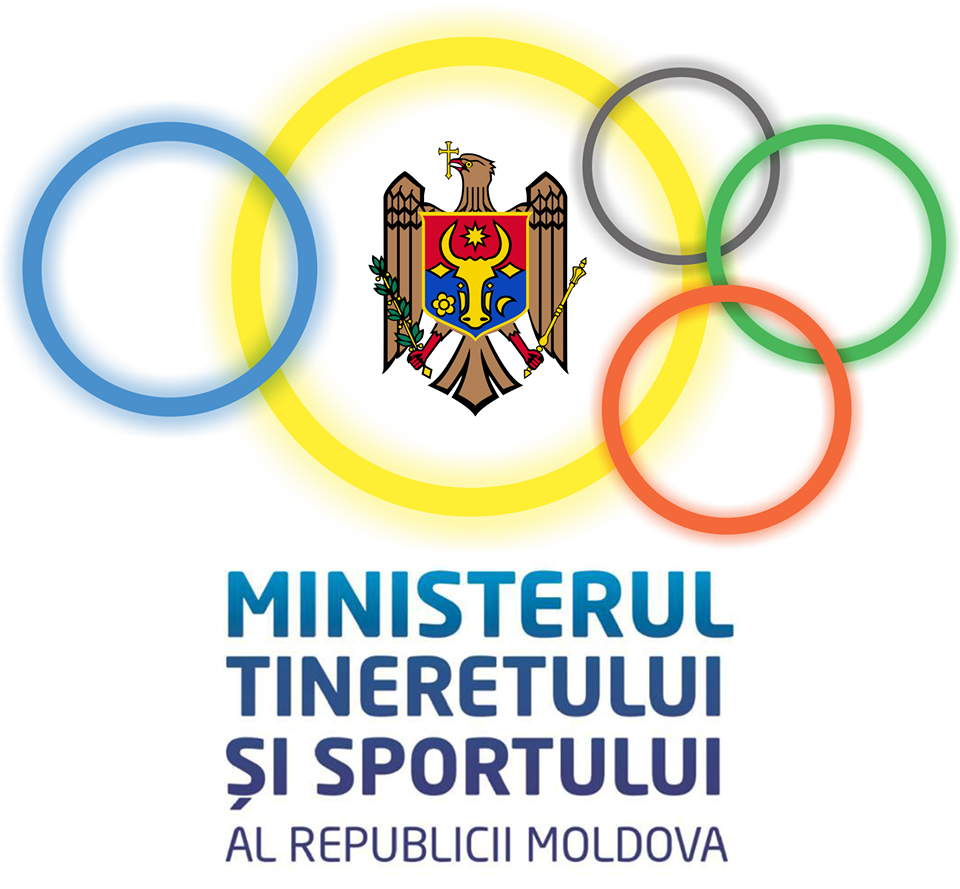 MINISTERUL
TINERETULUI
ȘI SPORTULUI
AL REPUBLICII MOLDOVA